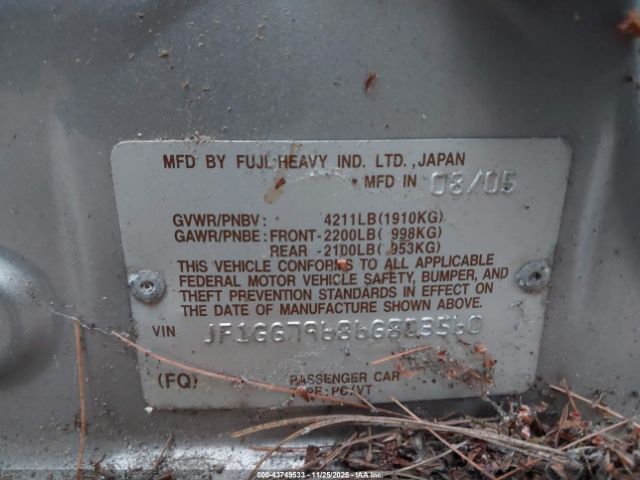 MFD BY FUJI HEAVY IND. LTD., JAPAN
MFD IN 08/05
GVWR/PNBV: 4211LB(1910KG)
GAWR/PNBE: FRONT-2200LB( 998KG)
REAR -2100LB( 953KG)
THIS VEHICLE CONFORMS TO ALL APPLICABLE
FEDERAL MOTOR VEHICLE SAFETY, BUMPER, AND
THEFT PREVENTION STANDARDS IN EFFECT ON
THE DATE OF MANUFACTURE SHOWN ABOVE.
VIN
(FQ) PASSENGER CAR
PC/VT
000-43749533 - 11/25/2025 - IAAI.COM